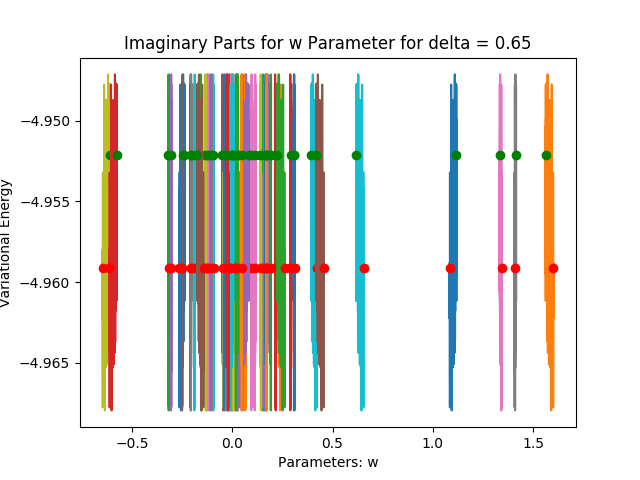 Imaginary Parts for w Parameter for delta = 0.65
−4.950
−4.955
−4.960
−4.965
Variational Energy
−0.5 0.0 0.5 1.0 1.5
Parameters: w